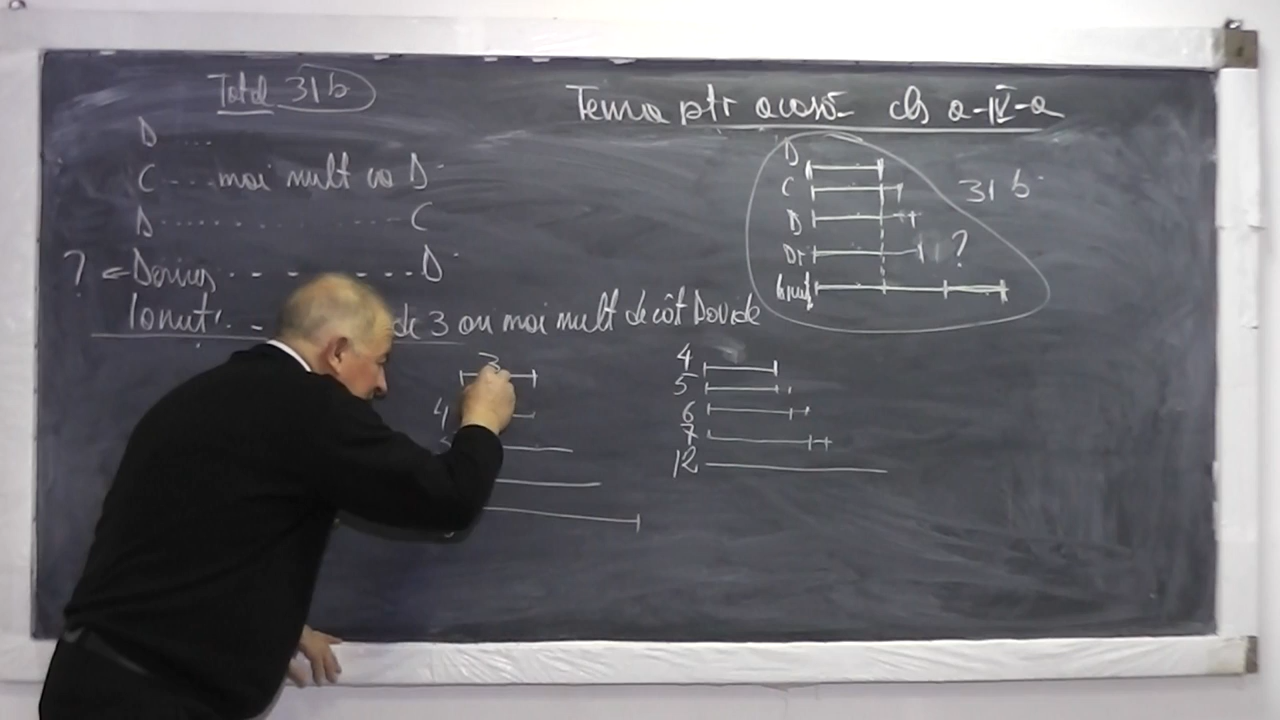 Total 31 b
Tema ptr acasă cls a-IV-a
D ....
C .... mai mult ca D
D .............. C
? Darius . . - - - - ... D
Ionuț . . - de 3 ori mai mult decât Davide
D
C
D
Dr
31 b
?
3
4
4
5
6
7
12